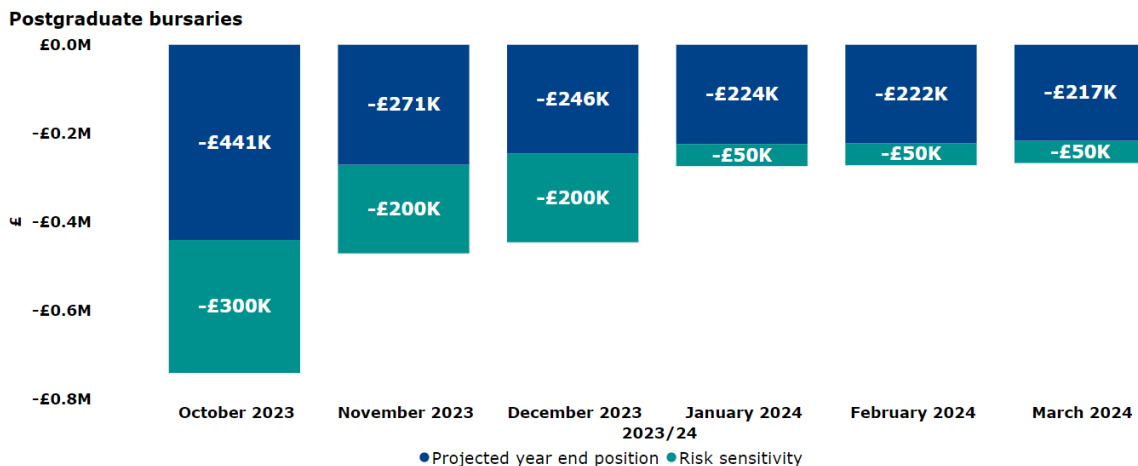 Postgraduate bursaries
£0.0M
-£0.2M
-£0.4M
-£0.6M
-£0.8M
£
-£441K
-£300K
-£271K
-£200K
-£246K
-£200K
-£224K
-£50K
-£222K
-£50K
-£217K
-£50K
October 2023 November 2023 December 2023 January 2024 February 2024 March 2024
2023/24
Projected year end position Risk sensitivity